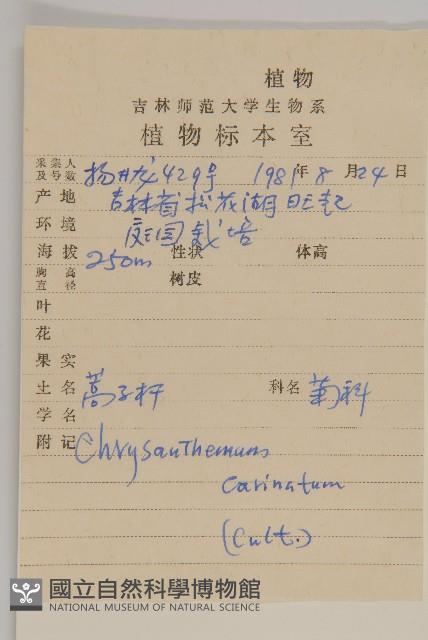 植物
吉林师范大学生物系
植物标本室
采集人及号数 杨 429号 1981年8月24日
产地 吉林省松花湖
环境 庭园栽培
海拔 250m 性状 体高
胸高直径 树皮
叶
花
果实
土名 蒿子杆 科名 菊科
学名
附记 Chrysanthemum
carinatum
(Cult.)
國立自然科學博物館
NATIONAL MUSEUM OF NATURAL SCIENCE